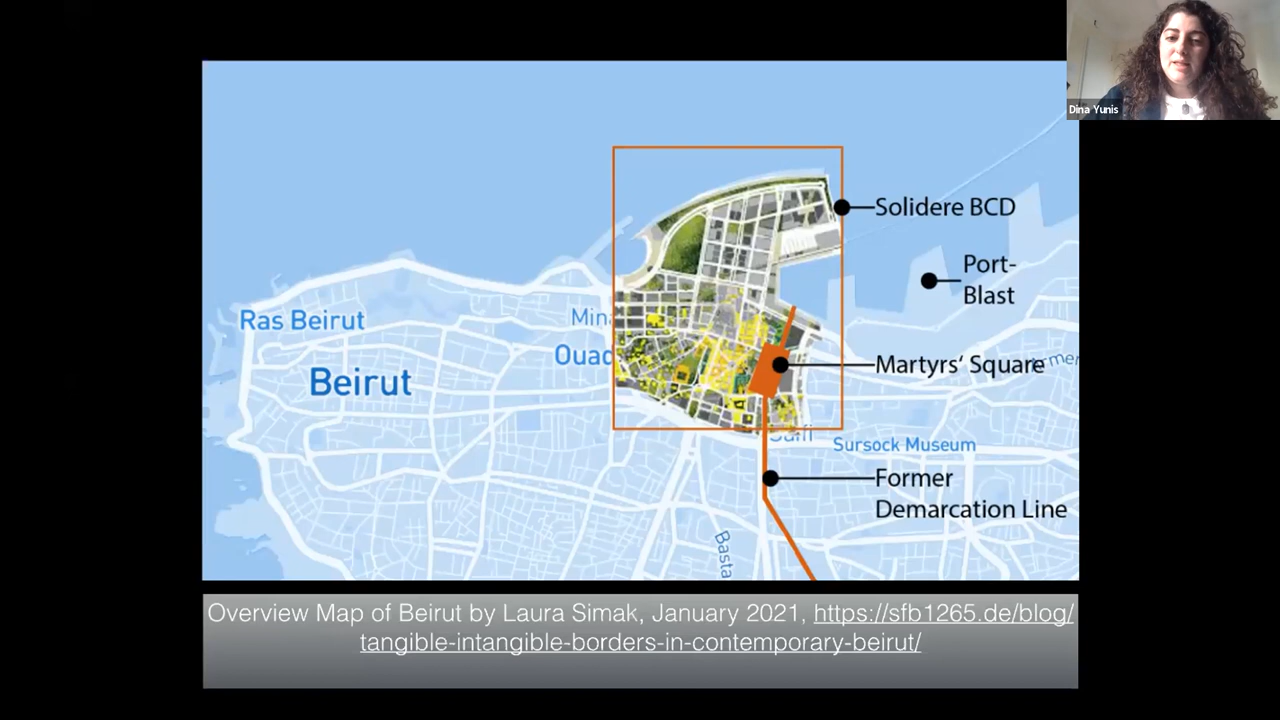 Dina Yunis
Solidere BCD
Port-
Blast
Ras Beirut
Beirut
Martyrs‘ Square
Sursock Museum
Former
Demarcation Line
Basta
Overview Map of Beirut by Laura Simak, January 2021, https://sfb1265.de/blog/
tangible-intangible-borders-in-contemporary-beirut/